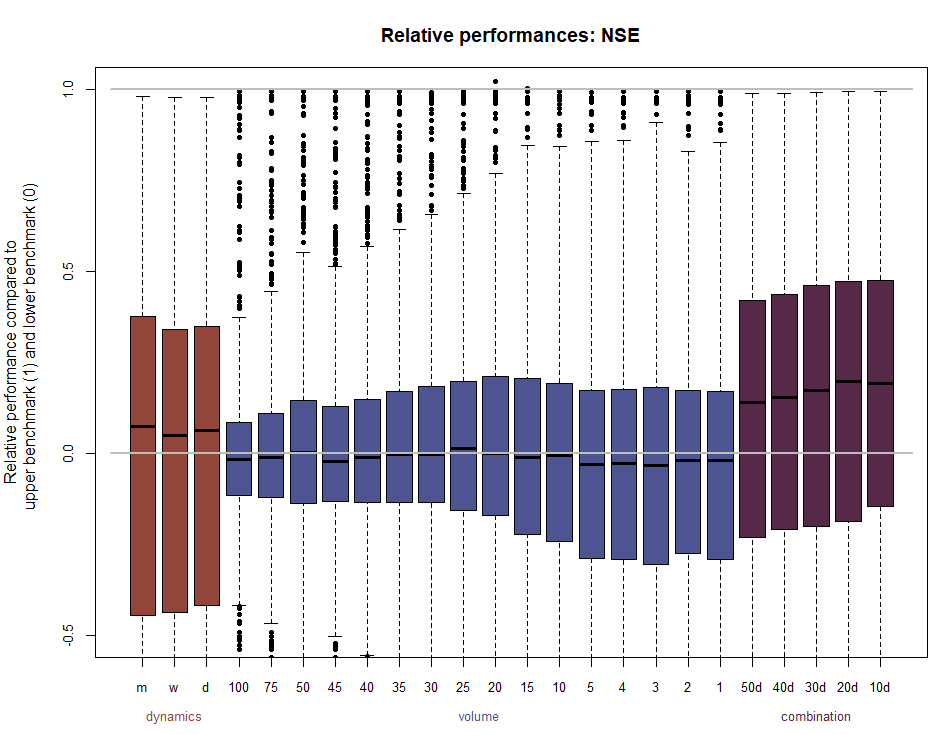 Relative performances: NSE
Relative performance compared to
upper benchmark (1) and lower benchmark (0)
1.0
0.5
0.0
-0.5
m w d 100 75 50 45 40 35 30 25 20 15 10 5 4 3 2 1 50d 40d 30d 20d 10d
dynamics volume combination